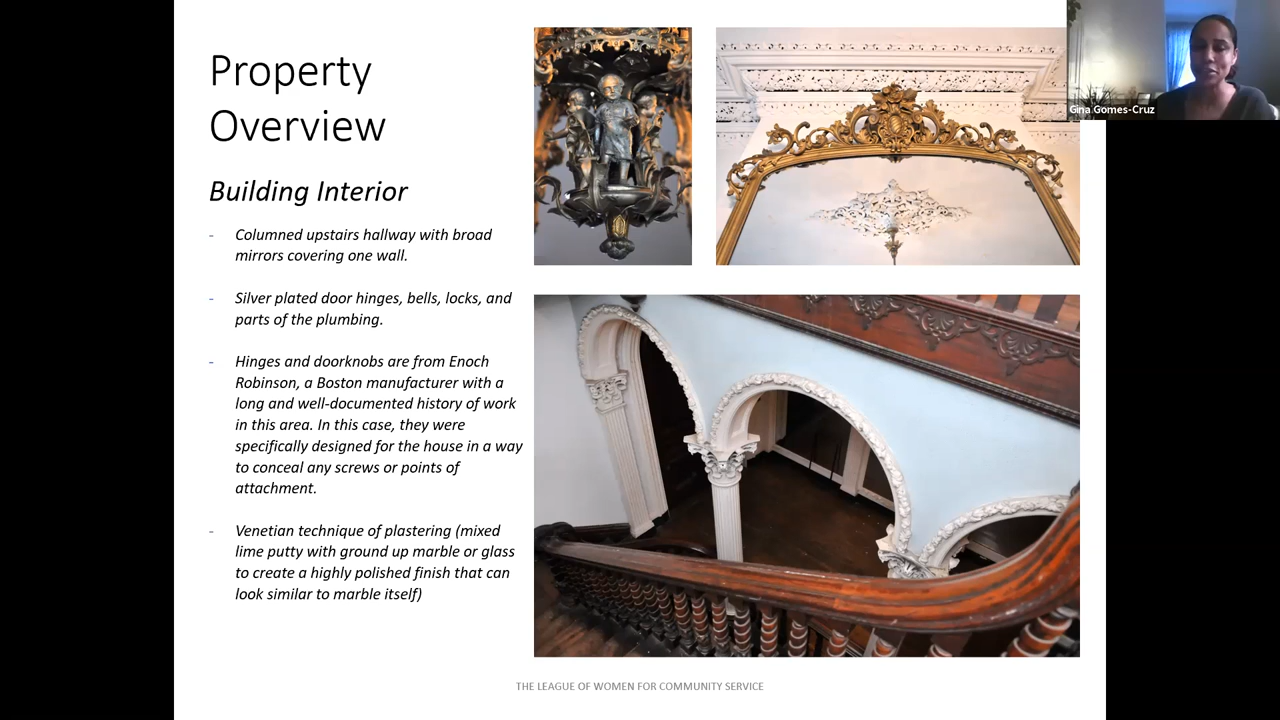 Property
Overview
Building Interior
- Columned upstairs hallway with broad
mirrors covering one wall.
- Silver plated door hinges, bells, locks, and
parts of the plumbing.
- Hinges and doorknobs are from Enoch
Robinson, a Boston manufacturer with a
long and well-documented history of work
in this area. In this case, they were
specifically designed for the house in a way
to conceal any screws or points of
attachment.
- Venetian technique of plastering (mixed
lime putty with ground up marble or glass
to create a highly polished finish that can
look similar to marble itself)
THE LEAGUE OF WOMEN FOR COMMUNITY SERVICE
Gina Gomes-Cruz